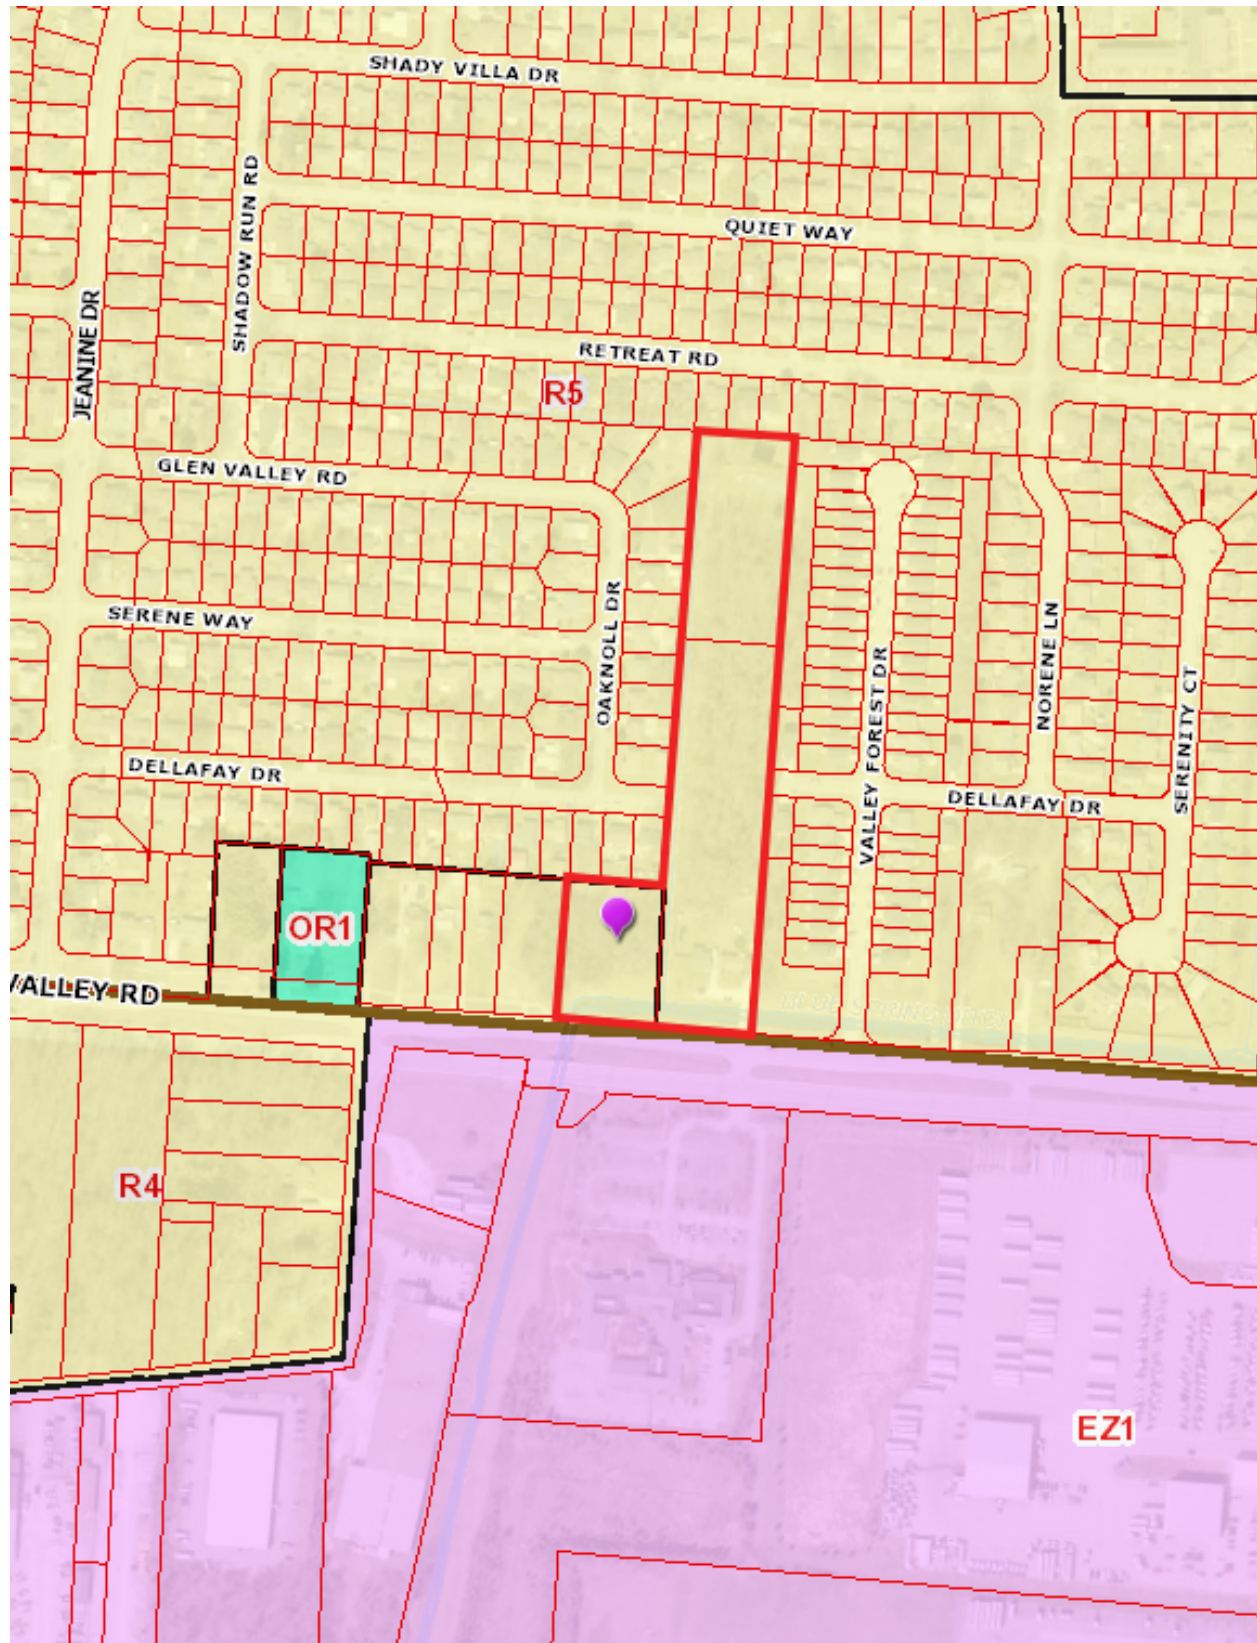 SHADY VILLA DR
SHADOW RUN RD
QUIET WAY
JEANINE DR
RETREAT RD
R5
GLEN VALLEY RD
OAKNOLL DR
SERENE WAY
NORENE LN
VALLEY FOREST DR
SERENITY CT
DELLAFAY DR
DELLAFAY DR
OR1
VALLEY RD
R4
EZ1